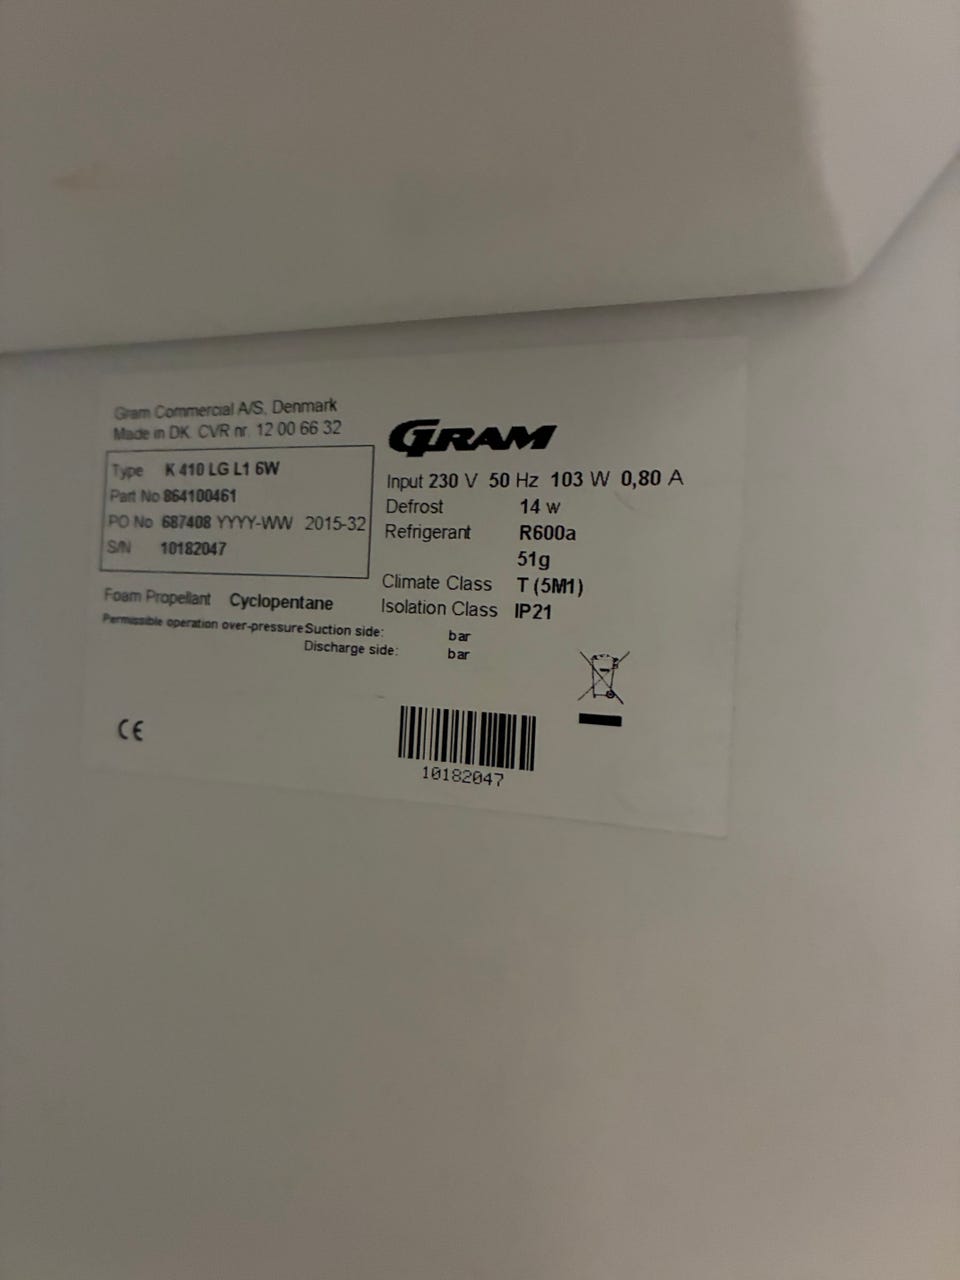 Gram Commercial A/S, Denmark
Made in DK. CVR nr. 12 00 66 32
Type K 410 LG L1 6W
Part No 864100461
PO No 687408 YYYY-WW 2015-32
S/N 10182047
Foam Propellant Cyclopentane
Permissible operation over-pressure Suction side: bar
Discharge side: bar
GRAM
Input 230 V 50 Hz 103 W 0,80 A
Defrost 14 w
Refrigerant R600a
51g
Climate Class T (5M1)
Isolation Class IP21
CE
10182047